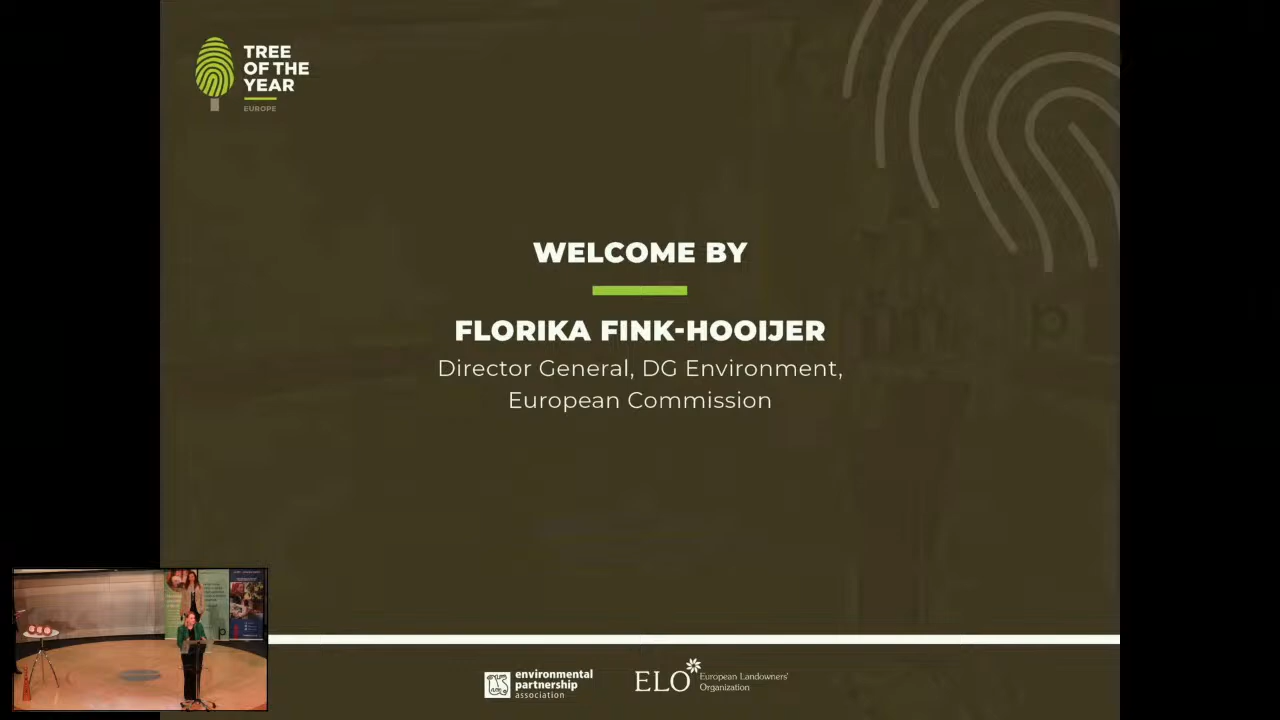 TREE
OF THE
YEAR
EUROPE
WELCOME BY
FLORIKA FINK-HOOIJER
Director General, DG Environment,
European Commission
environmental
partnership
association
ELO European Landowners'
Organization